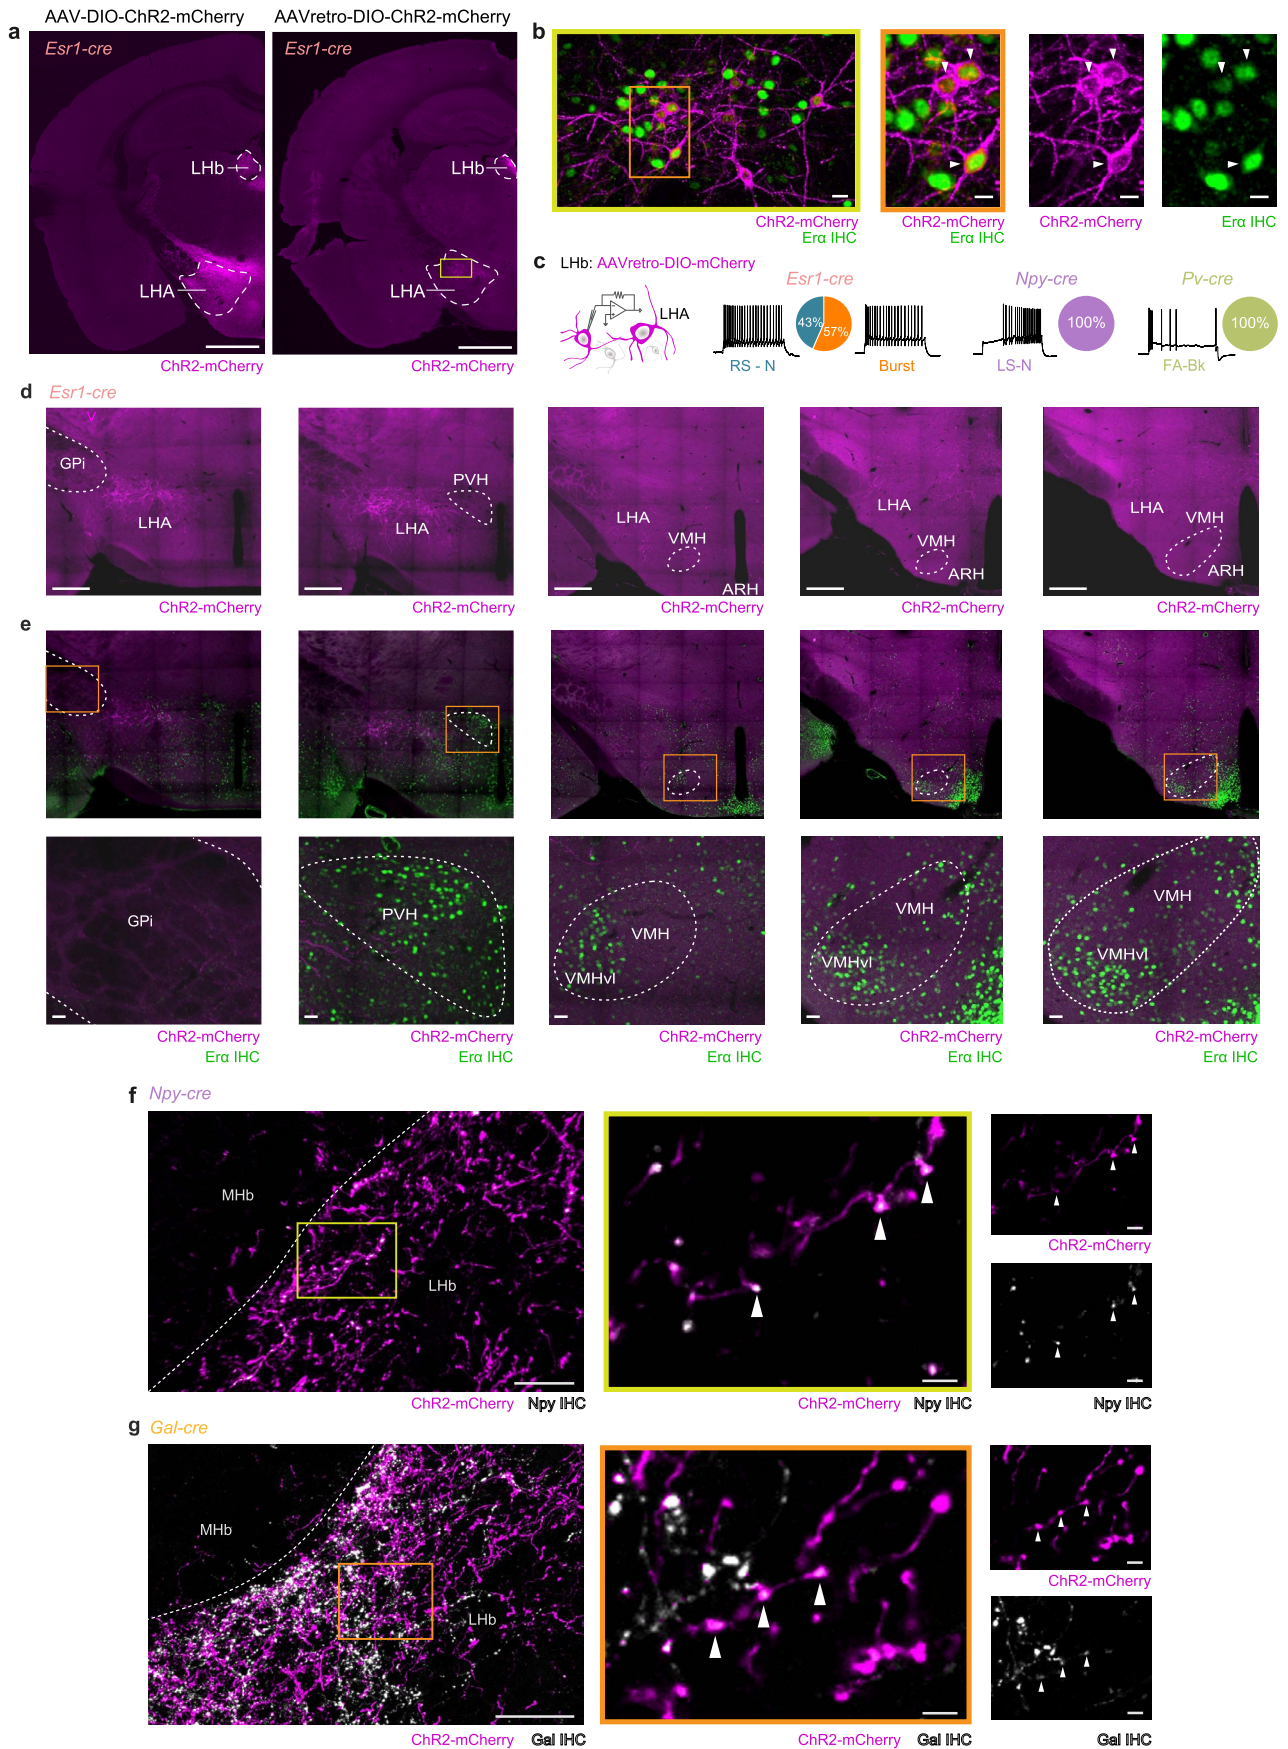 AAV-DIO-ChR2-mCherry AAVretro-DIO-ChR2-mCherry
a
Esr1-cre Esr1-cre
LHb LHb
LHA LHA
ChR2-mCherry ChR2-mCherry
b
ChR2-mCherry ChR2-mCherry ChR2-mCherry Erα IHC
Erα IHC Erα IHC
c LHb: AAVretro-DIO-mCherry
Esr1-cre Npy-cre Pv-cre
LHA
43% 57% 100% 100%
RS - N Burst LS-N FA-Bk
d Esr1-cre
GPi LHA
PVH LHA
LHA VMH ARH
LHA VMH ARH
LHA VMH ARH
ChR2-mCherry ChR2-mCherry ChR2-mCherry ChR2-mCherry ChR2-mCherry
e
GPi PVH VMH VMH VMH
VMHvl VMHvl VMHvl
ChR2-mCherry ChR2-mCherry ChR2-mCherry ChR2-mCherry ChR2-mCherry
Erα IHC Erα IHC Erα IHC Erα IHC Erα IHC
f Npy-cre
MHb
LHb
ChR2-mCherry
ChR2-mCherry Npy IHC ChR2-mCherry Npy IHC Npy IHC
g Gal-cre
MHb
LHb
ChR2-mCherry
ChR2-mCherry Gal IHC ChR2-mCherry Gal IHC Gal IHC